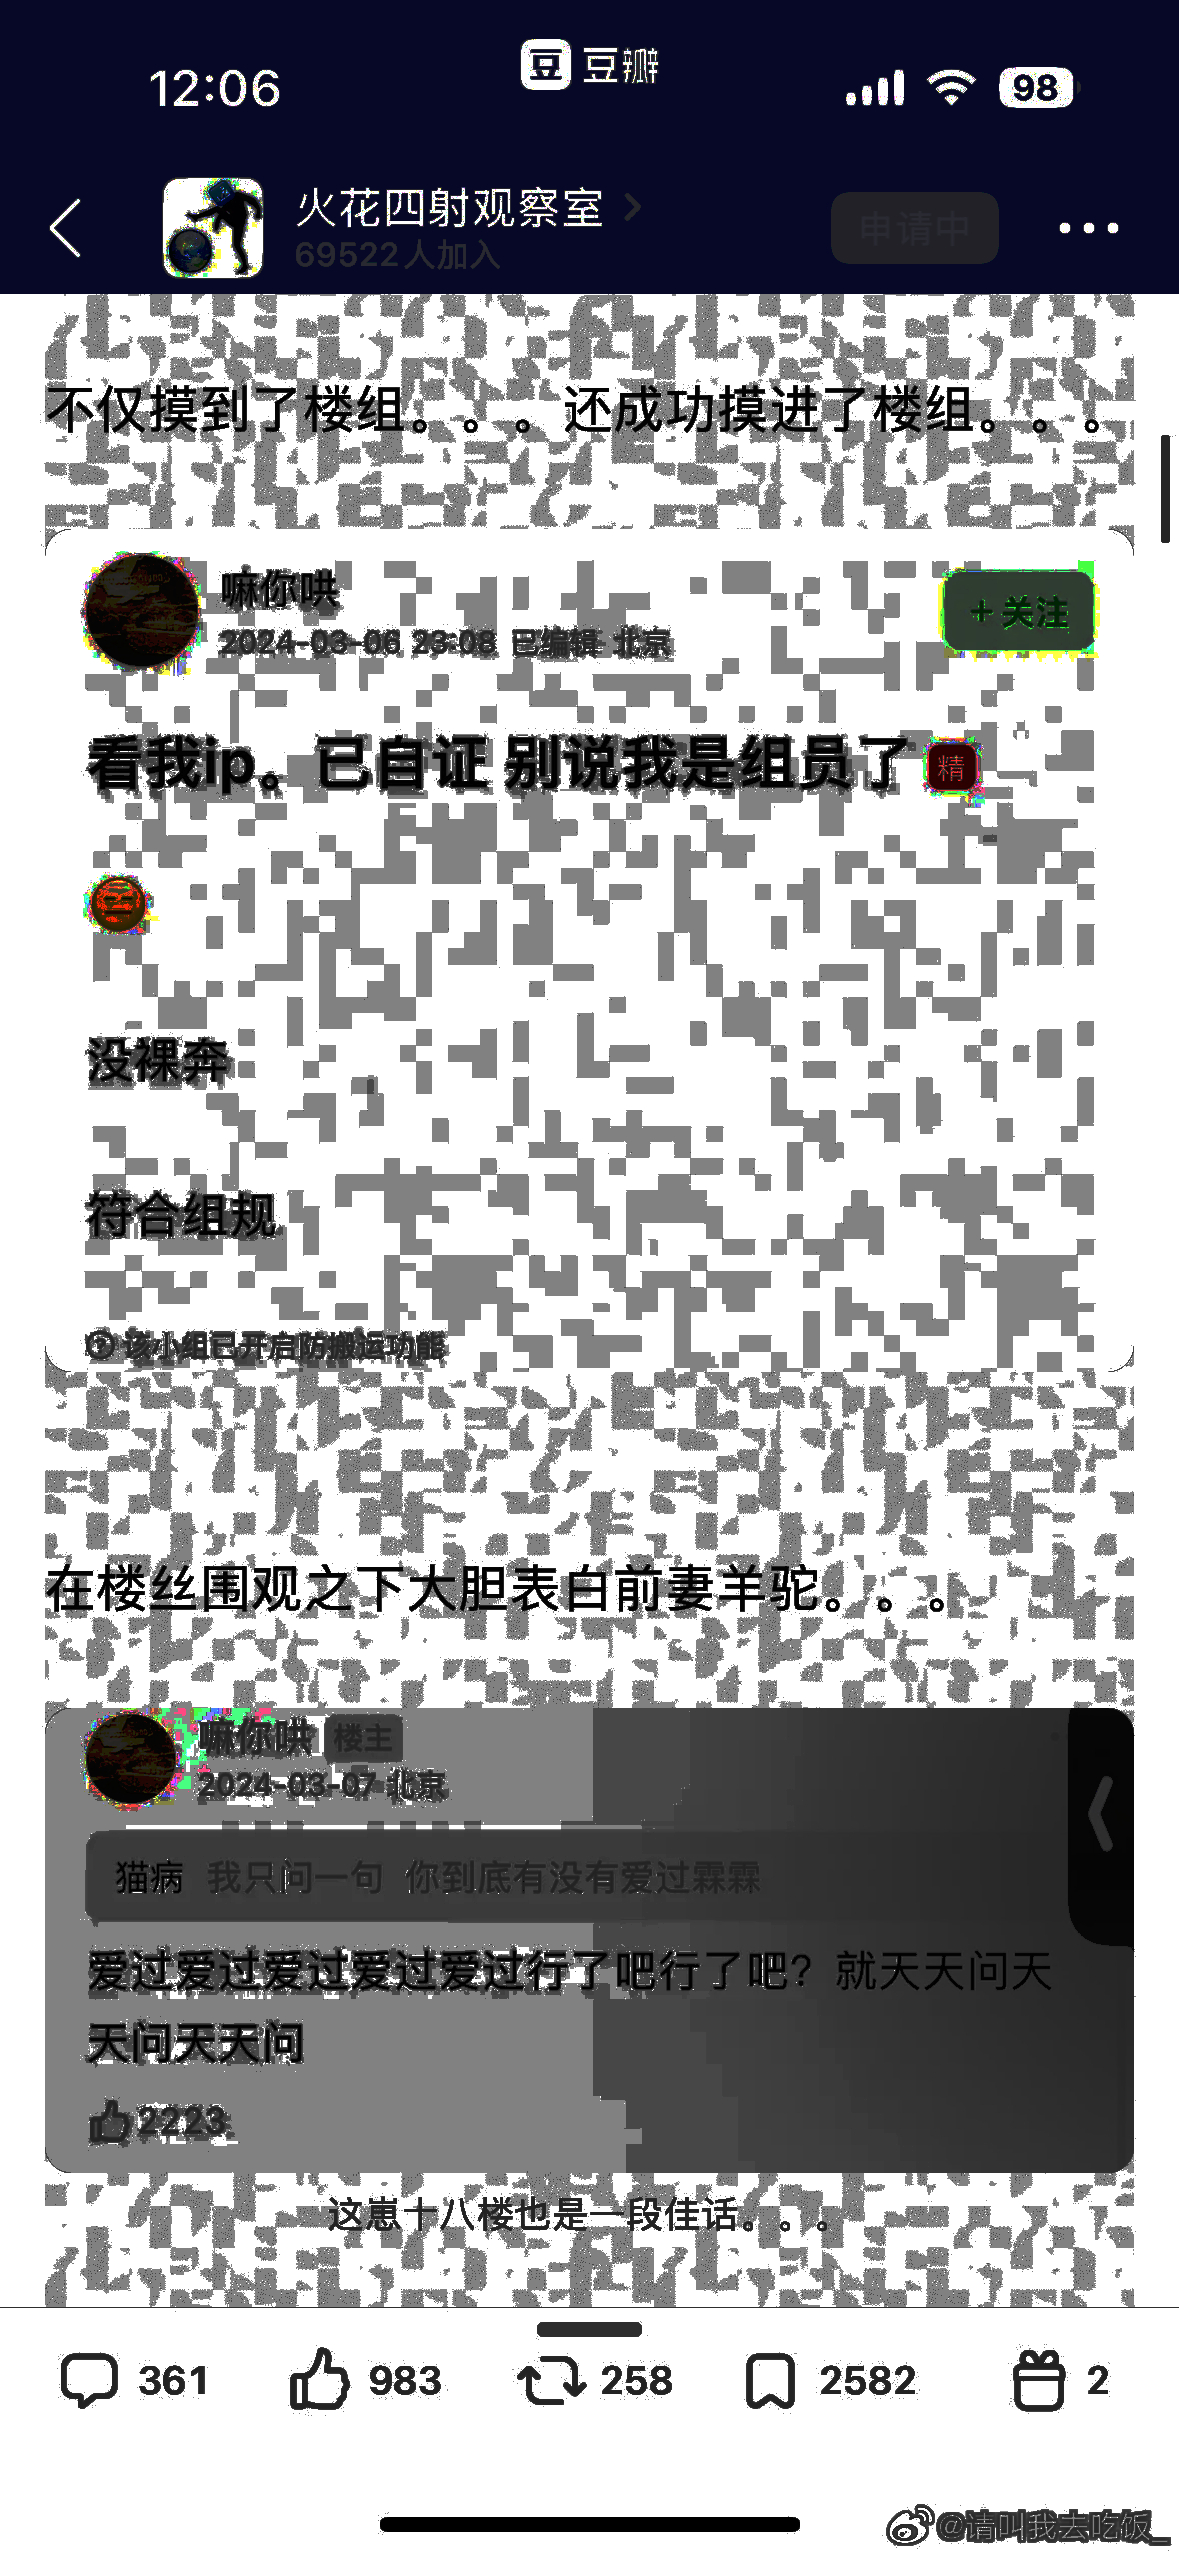 12:06
豆 豆瓣
98
火花四射观察室
69522人加入
申请中
不仅摸到了楼组。。。还成功摸进了楼组。。。
嘛你哄
2024-03-06 23:08 已编辑 北京
+ 关注
看我ip。已自证 别说我是组员了 精
没裸奔
符合组规
该小组已开启防搬运功能
在楼丝围观之下大胆表白前妻羊驼。。。
嘛你哄 楼主
2024-03-07 北京
猫病 我只问一句 你到底有没有爱过霖霖
爱过爱过爱过爱过爱过行了吧行了吧？就天天问天
天问天天问
2223
这崽十八楼也是一段佳话。。。
361
983
258
2582
2
@请叫我去吃饭_